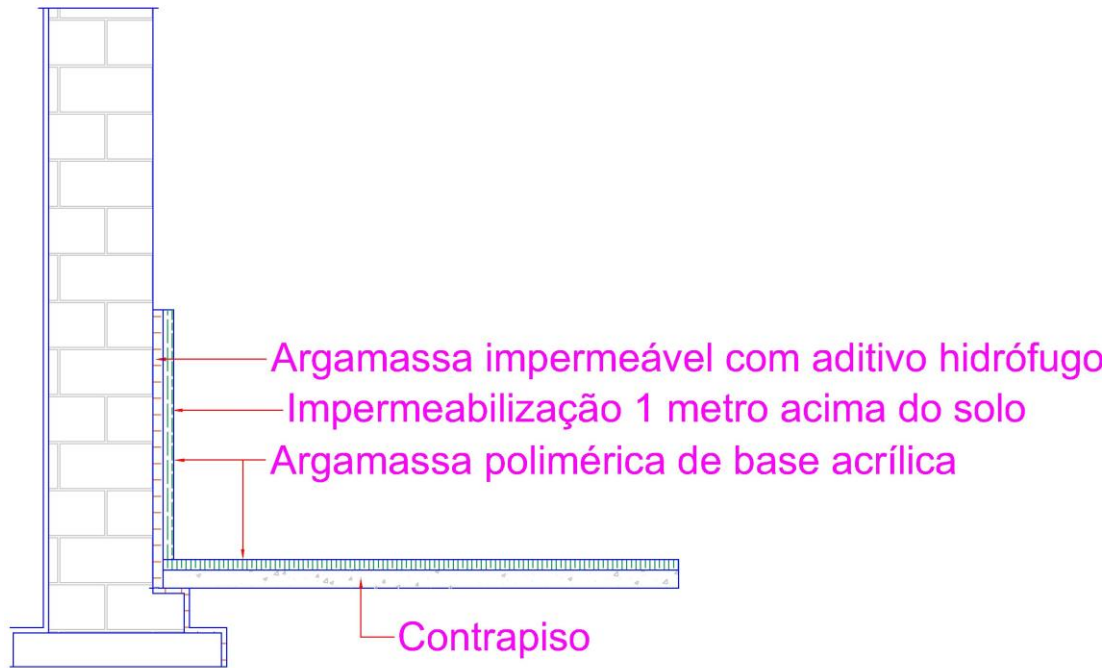 Argamassa impermeável com aditivo hidrófugo
Impermeabilização 1 metro acima do solo
Argamassa polimérica de base acrílica
Contrapiso